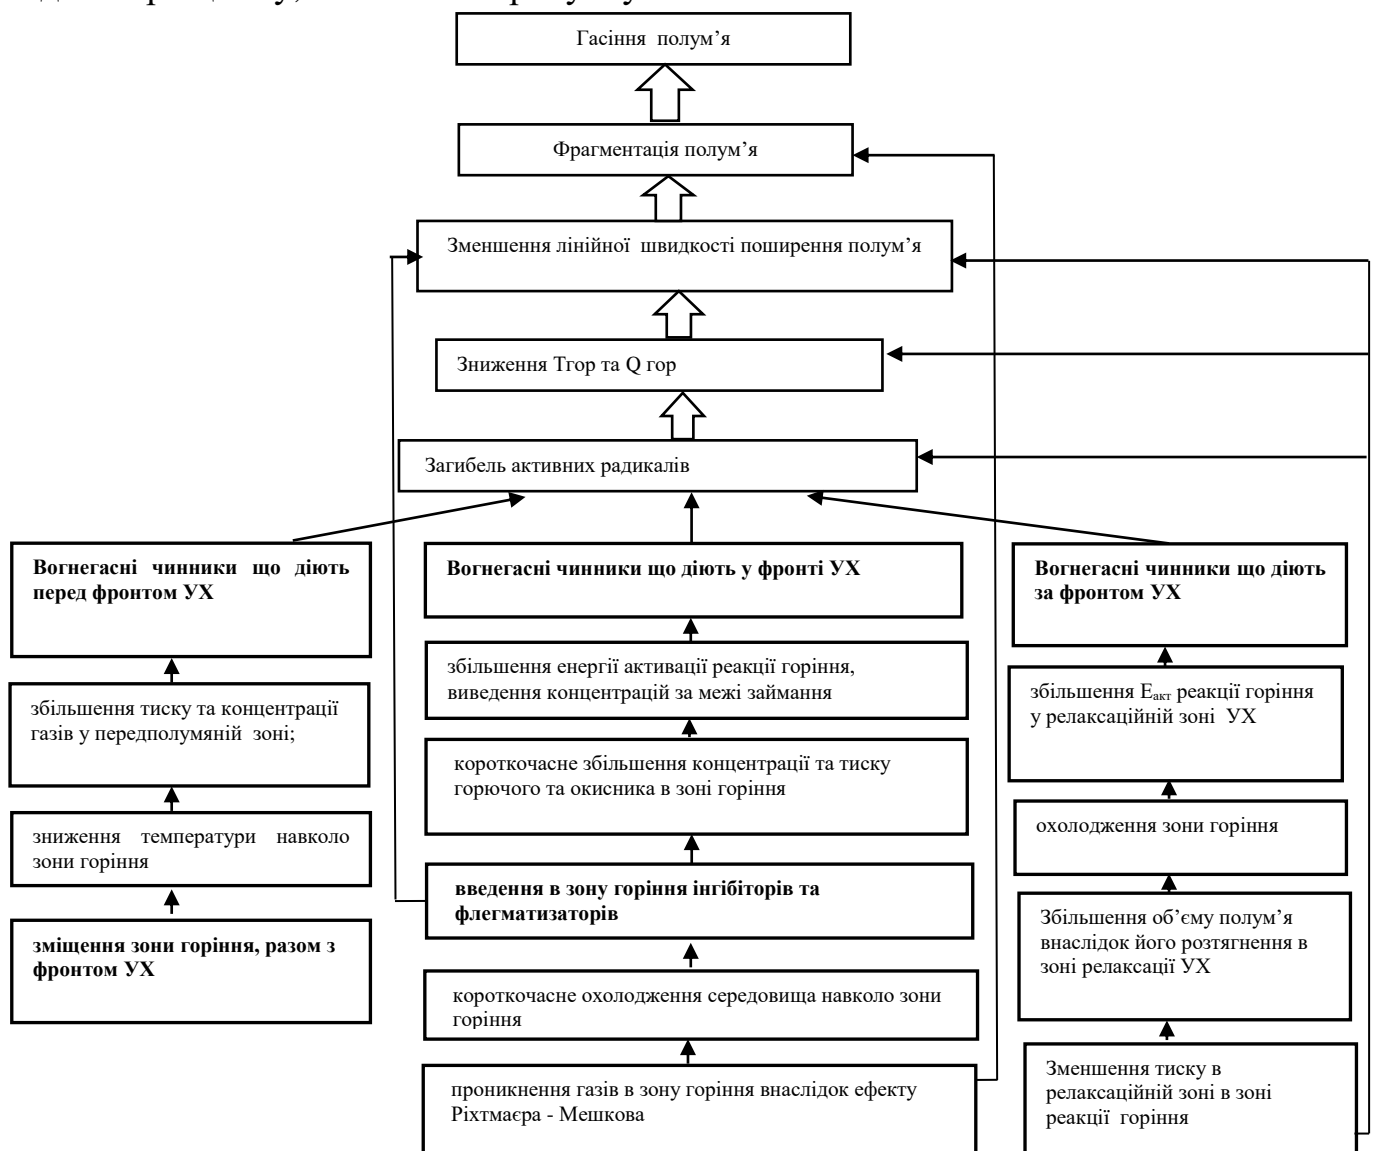 Гасіння полум’я
Фрагментація полум’я
Зменшення лінійної швидкості поширення полум’я
Зниження Тгор та Q гор
Загибель активних радикалів
Вогнегасні чинники що діють
перед фронтом УХ
збільшення тиску та концентрації
газів у передполумяній зоні;
зниження температури навколо
зони горіння
зміщення зони горіння, разом з
фронтом УХ
Вогнегасні чинники що діють у фронті УХ
збільшення енергії активації реакції горіння,
виведення концентрацій за межі займання
короткочасне збільшення концентрації та тиску
горючого та окисника в зоні горіння
введення в зону горіння інгібіторів та
флегматизаторів
короткочасне охолодження середовища навколо зони
горіння
проникнення газів в зону горіння внаслідок ефекту
Ріхтмаєра - Мешкова
Вогнегасні чинники що діють
за фронтом УХ
збільшення Еакт реакції горіння
у релаксаційній зоні УХ
охолодження зони горіння
Збільшення об’єму полум’я
внаслідок його розтягнення в
зоні релаксації УХ
Зменшення тиску в
релаксаційній зоні в зоні
реакції горіння